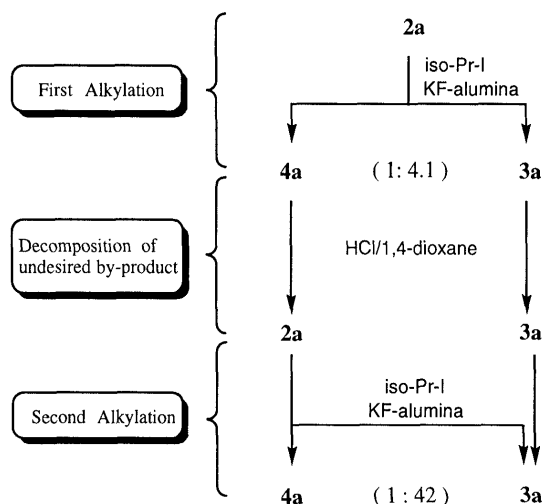 2a
iso-Pr-I
KF-alumina
First Alkylation
4a
( 1: 4.1 )
3a
Decomposition of
undesired by-product
HCl/1,4-dioxane
2a
3a
iso-Pr-I
KF-alumina
Second Alkylation
4a
( 1 : 42 )
3a